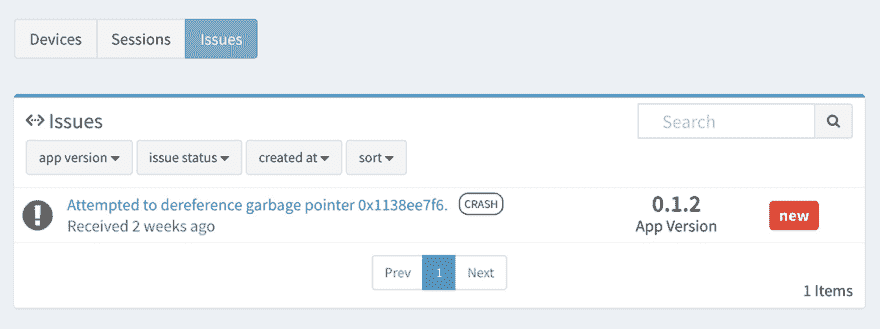 Devices Sessions Issues
Issues
Search
app version issue status created at sort
Attempted to dereference garbage pointer 0x1138ee7f6. CRASH
Received 2 weeks ago
0.1.2
App Version
new
Prev 1 Next
1 Items